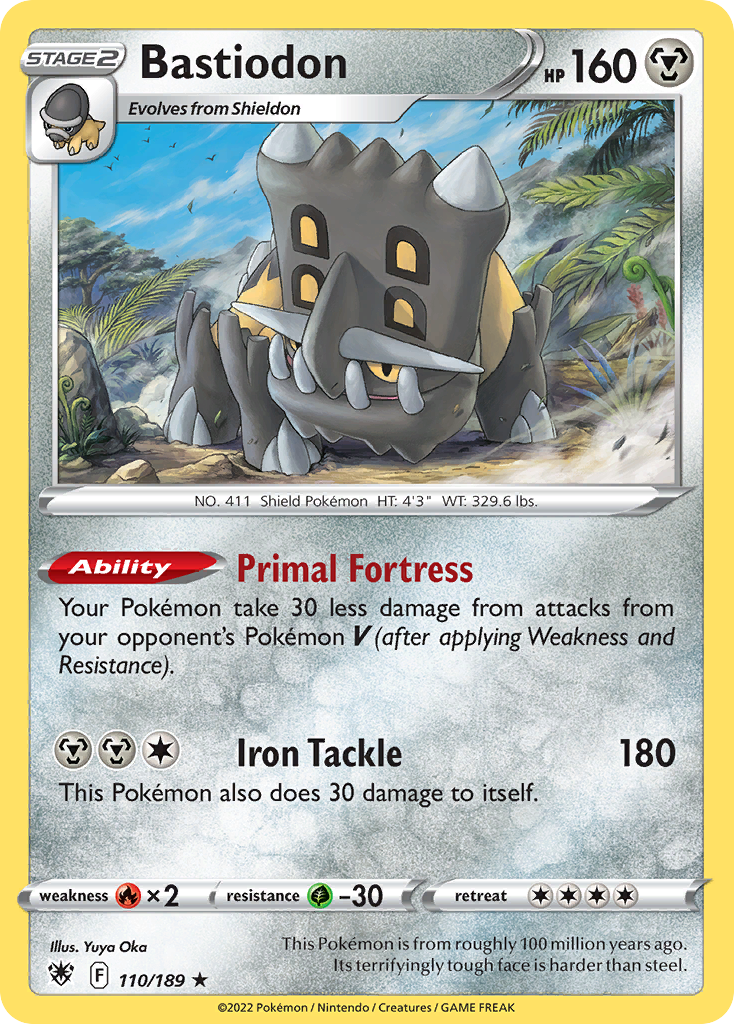 STAGE 2
Bastiodon
HP 160
Evolves from Shieldon
NO. 411 Shield Pokémon HT: 4'3" WT: 329.6 lbs.
Ability Primal Fortress
Your Pokémon take 30 less damage from attacks from
your opponent's Pokémon V (after applying Weakness and
Resistance).
Iron Tackle 180
This Pokémon also does 30 damage to itself.
weakness ×2 resistance -30 retreat
Illus. Yuya Oka
This Pokémon is from roughly 100 million years ago.
Its terrifyingly tough face is harder than steel.
F 110/189 ★
©2022 Pokémon / Nintendo / Creatures / GAME FREAK